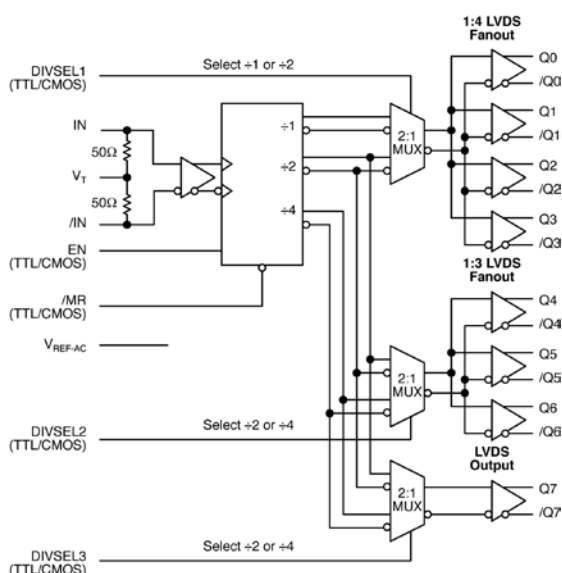 1:4 LVDS
Fanout
DIVSEL1
(TTL/CMOS)
Select ÷1 or ÷2
IN
50Ω
VT
50Ω
/IN
EN
(TTL/CMOS)
/MR
(TTL/CMOS)
VREF-AC
÷1
÷2
÷4
2:1
MUX
Q0
/Q0
Q1
/Q1
Q2
/Q2
Q3
/Q3
1:3 LVDS
Fanout
2:1
MUX
Q4
/Q4
Q5
/Q5
Q6
/Q6
DIVSEL2
(TTL/CMOS)
Select ÷2 or ÷4
LVDS
Output
2:1
MUX
Q7
/Q7
DIVSEL3
(TTL/CMOS)
Select ÷2 or ÷4